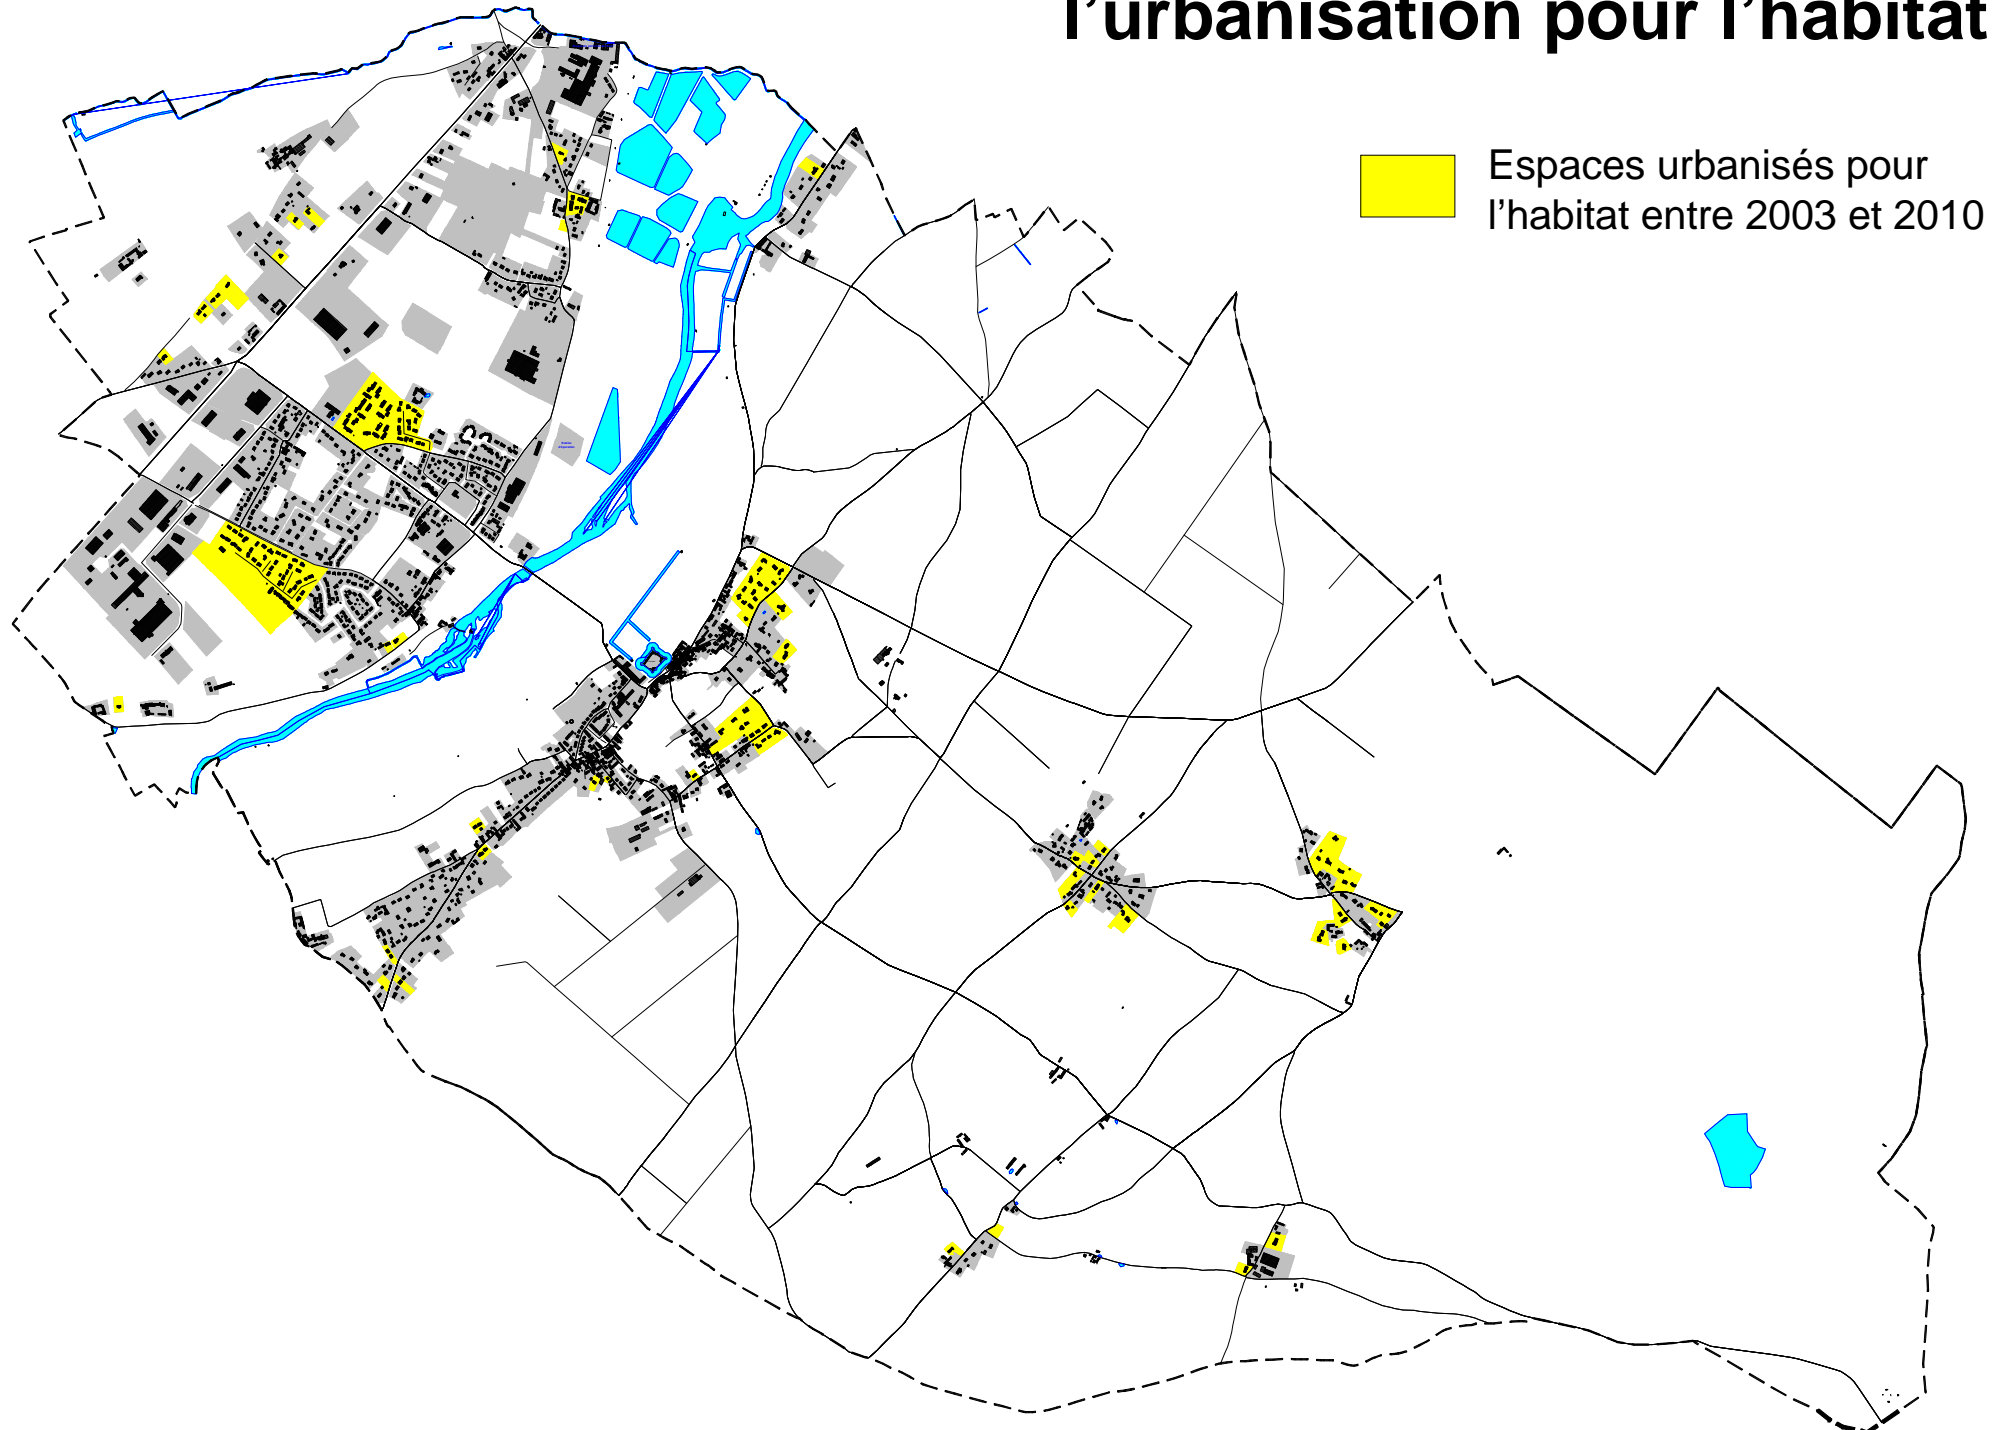 l'urbanisation pour l'habitat
Espaces urbanisés pour
l'habitat entre 2003 et 2010